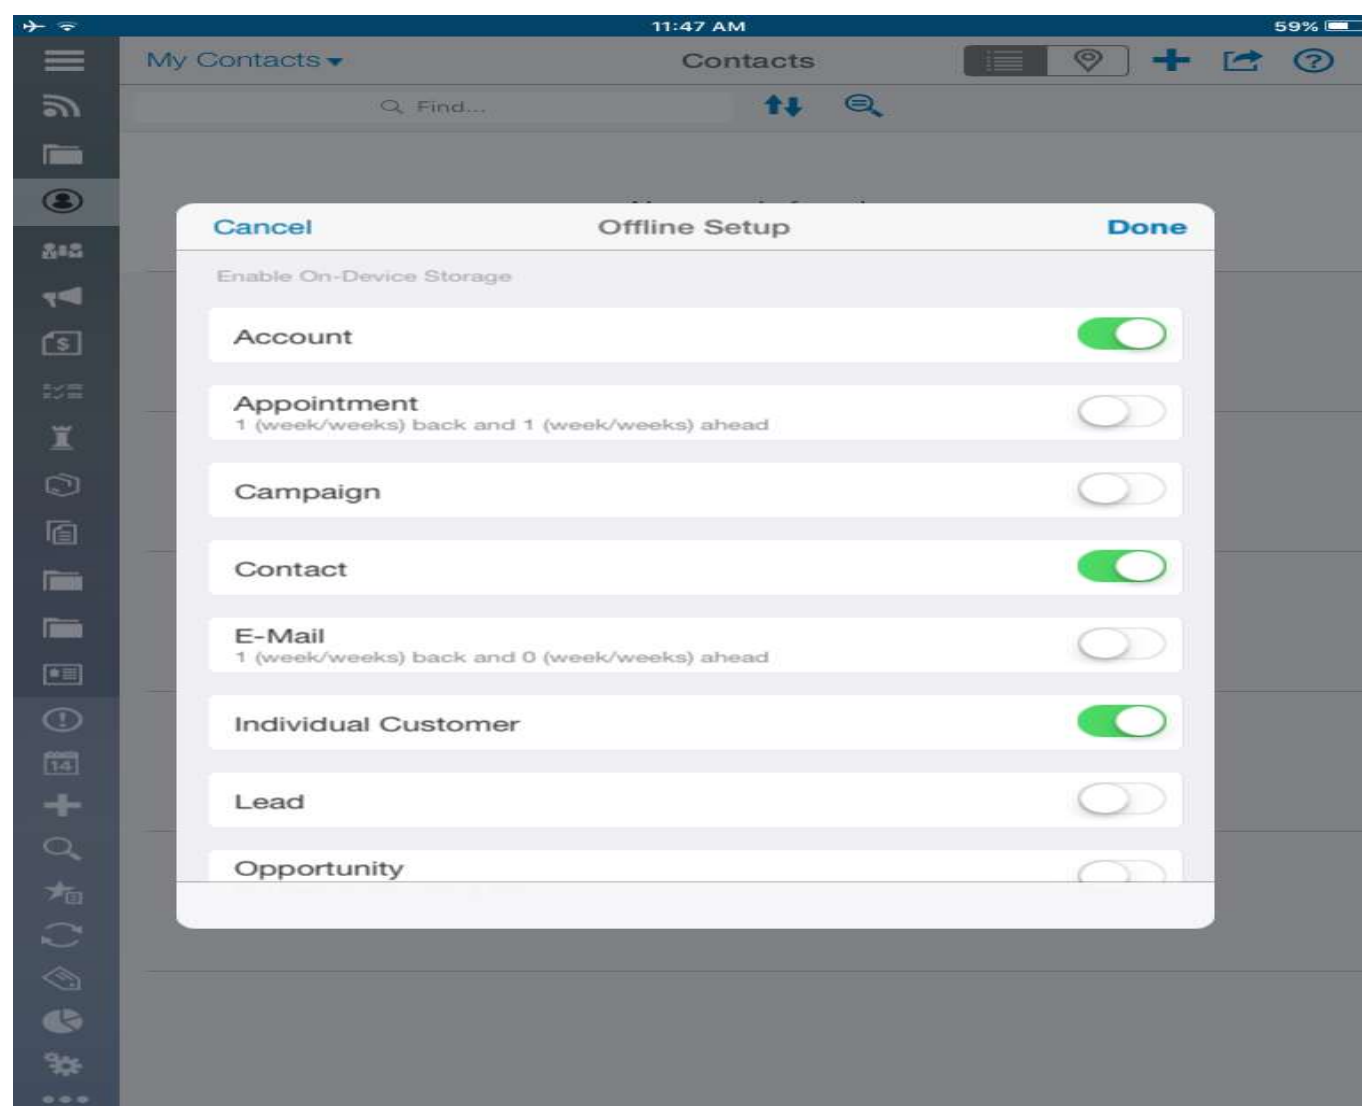 11:47 AM
59%
My Contacts
Contacts
Find...
Cancel
Offline Setup
Done
Enable On-Device Storage
Account
Appointment
1 (week/weeks) back and 1 (week/weeks) ahead
Campaign
Contact
E-Mail
1 (week/weeks) back and 0 (week/weeks) ahead
Individual Customer
Lead
Opportunity
14